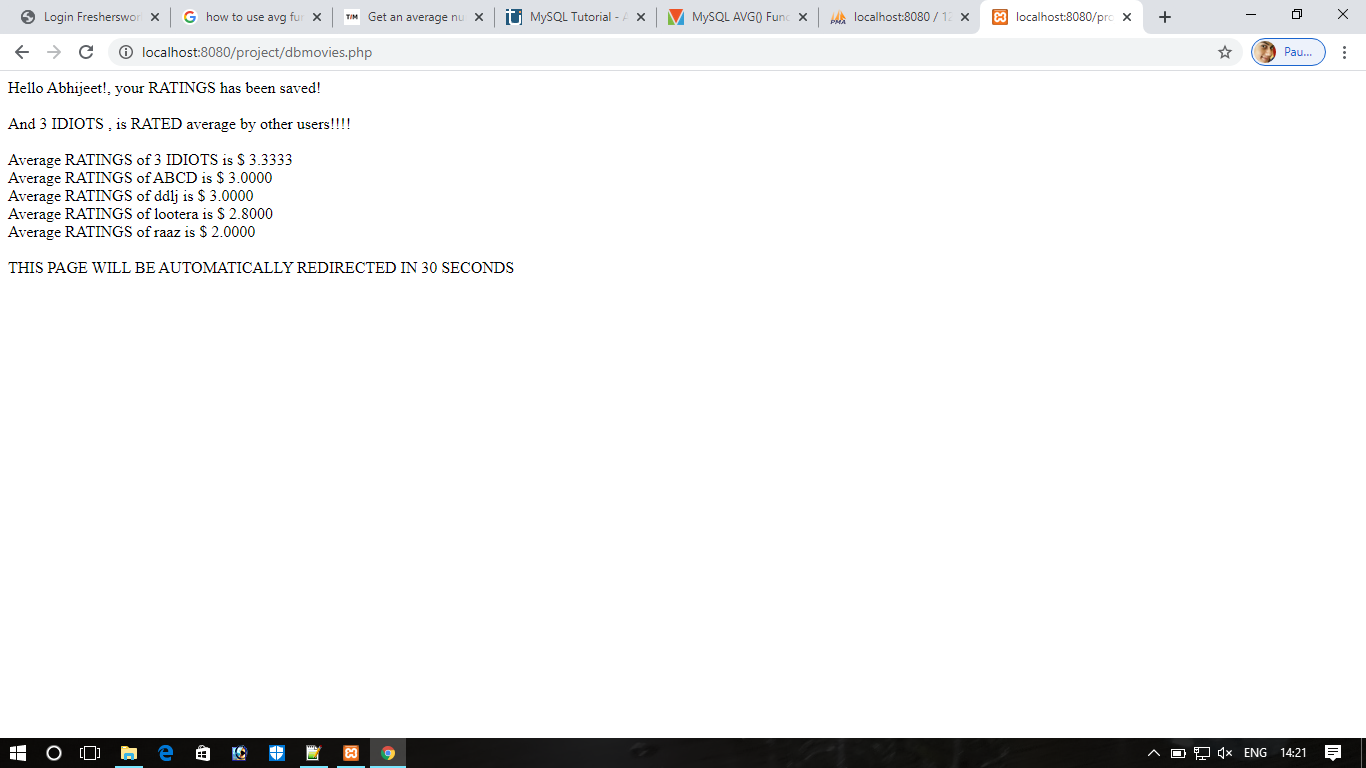 Login Freshersworl
how to use avg fun
T/M Get an average nu
MySQL Tutorial - A
MySQL AVG() Func
PMA localhost:8080 / 12
localhost:8080/pro
localhost:8080/project/dbmovies.php
Pau...
Hello Abhijeet!, your RATINGS has been saved!
And 3 IDIOTS , is RATED average by other users!!!!
Average RATINGS of 3 IDIOTS is $ 3.3333
Average RATINGS of ABCD is $ 3.0000
Average RATINGS of ddlj is $ 3.0000
Average RATINGS of lootera is $ 2.8000
Average RATINGS of raaz is $ 2.0000
THIS PAGE WILL BE AUTOMATICALLY REDIRECTED IN 30 SECONDS
ENG 14:21